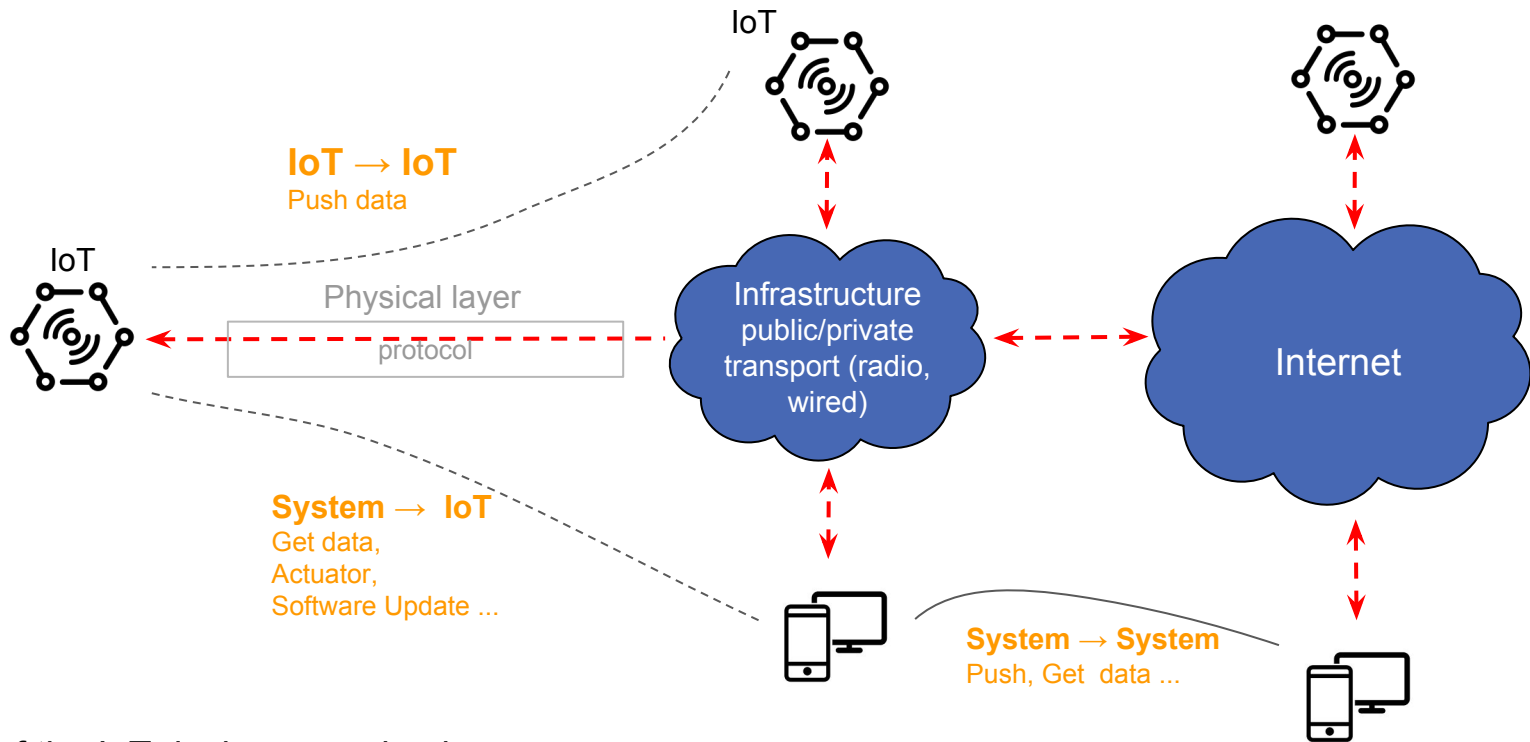 IoT
IoT → IoT
Push data
IoT
Physical layer
protocol
Infrastructure
public/private
transport (radio,
wired)
Internet
System → IoT
Get data,
Actuator,
Software Update ...
System → System
Push, Get data ...